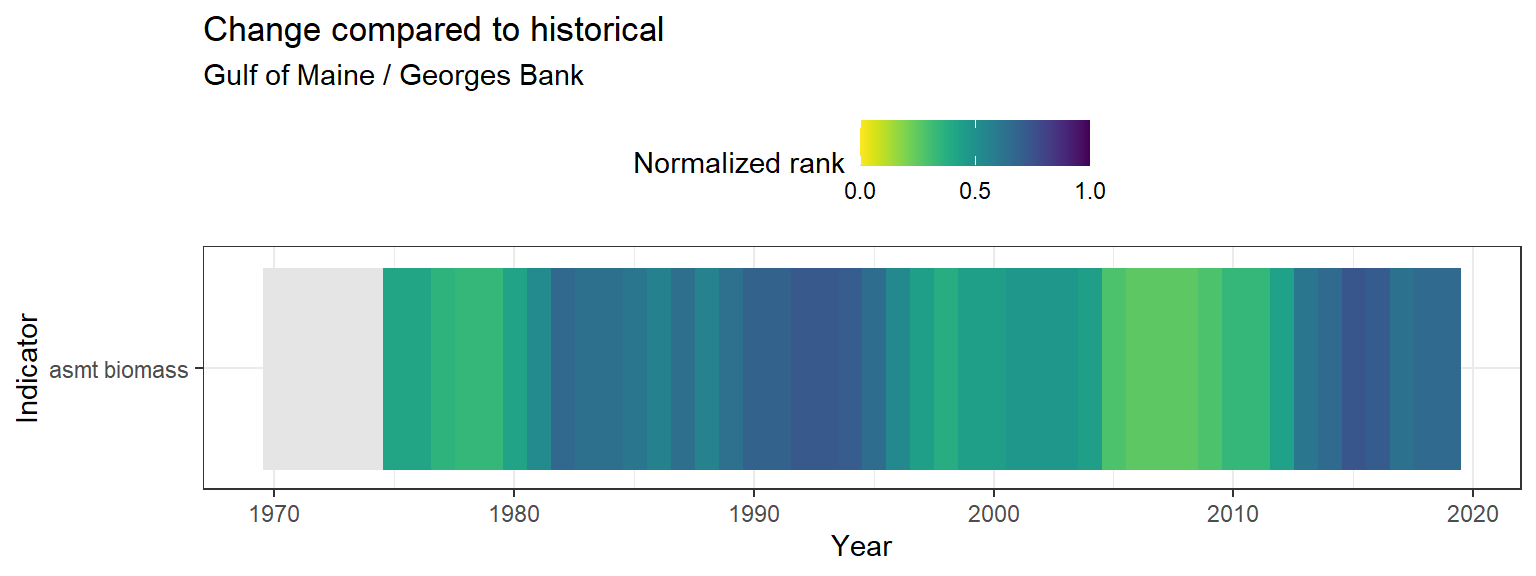 Change compared to historical
Gulf of Maine / Georges Bank
Normalized rank
0.0 0.5 1.0
Indicator
asmt biomass
1970 1980 1990 2000 2010 2020
Year